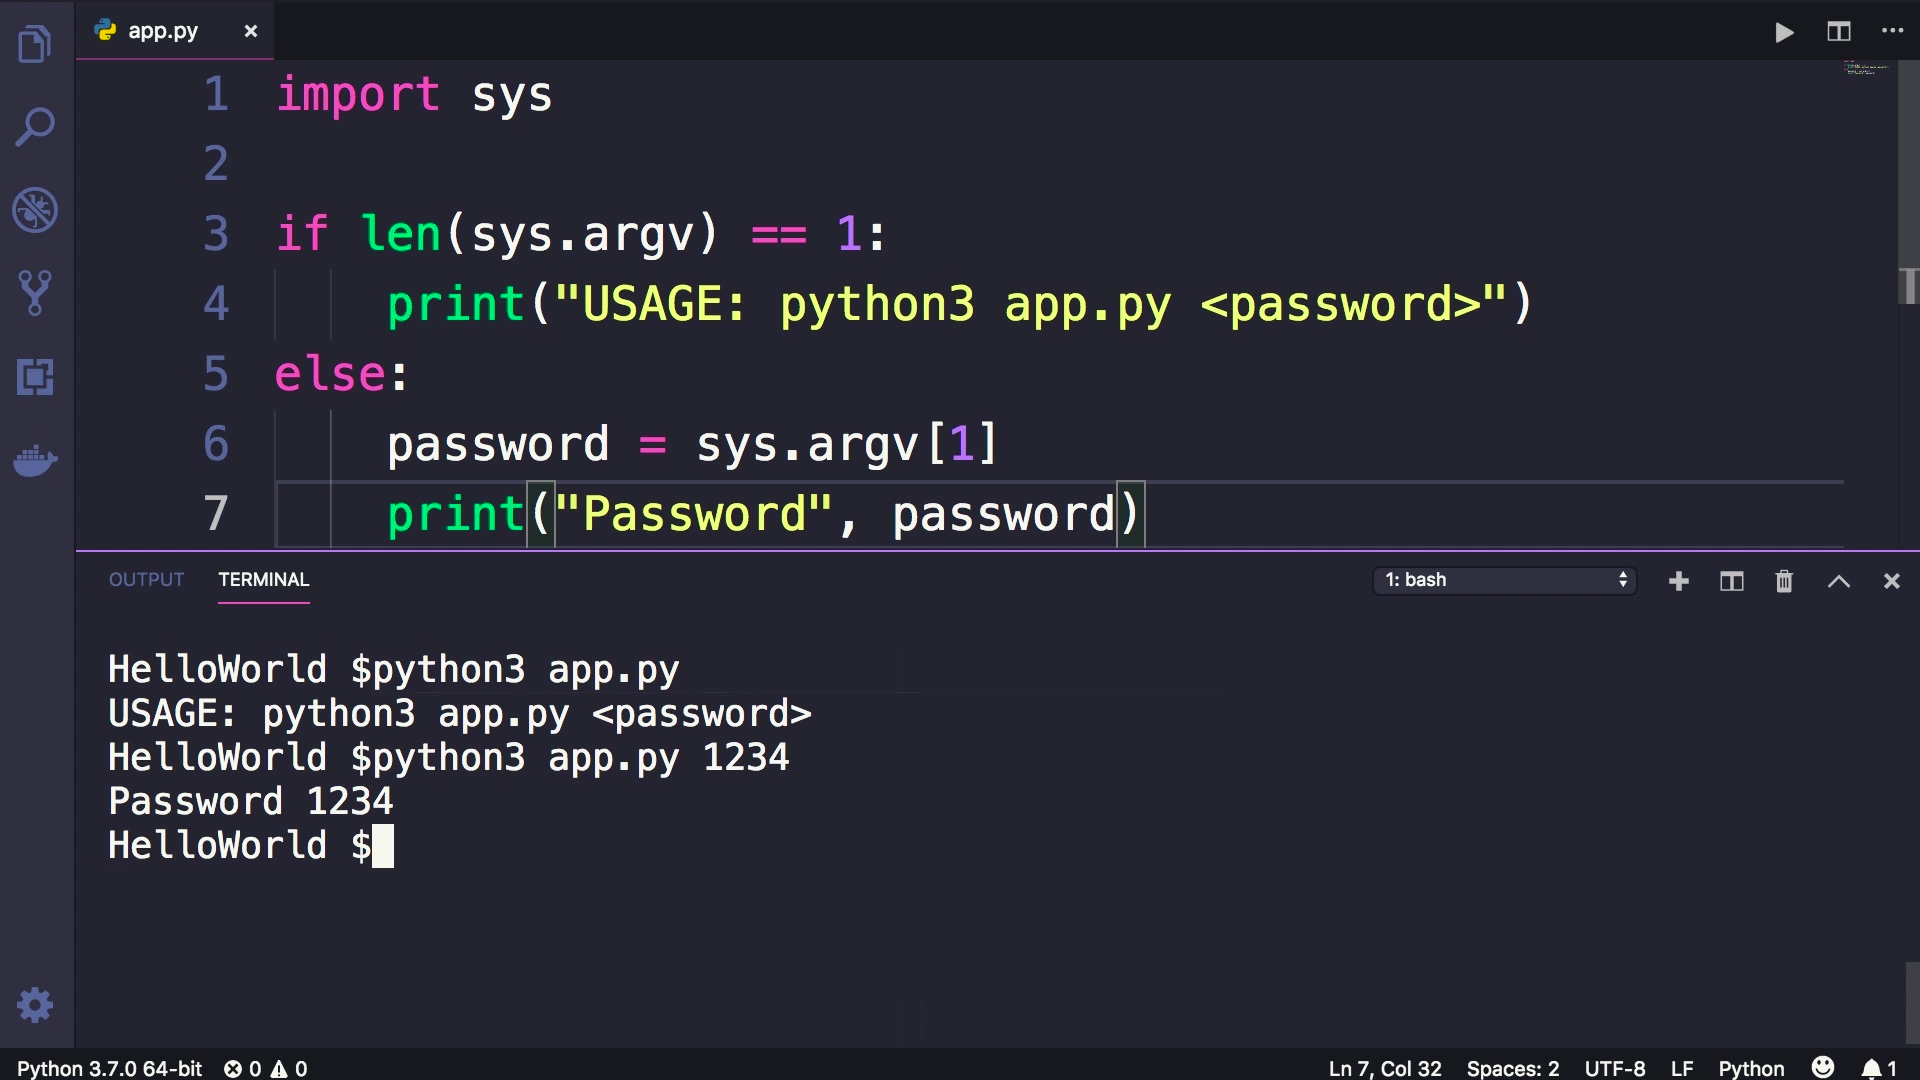 app.py
1 import sys
2
3 if len(sys.argv) == 1:
4 print("USAGE: python3 app.py <password>")
5 else:
6 password = sys.argv[1]
7 print("Password", password)
OUTPUT TERMINAL 1: bash
HelloWorld $python3 app.py
USAGE: python3 app.py <password>
HelloWorld $python3 app.py 1234
Password 1234
HelloWorld $
Python 3.7.0 64-bit 0 0 Ln 7, Col 32 Spaces: 2 UTF-8 LF Python 1